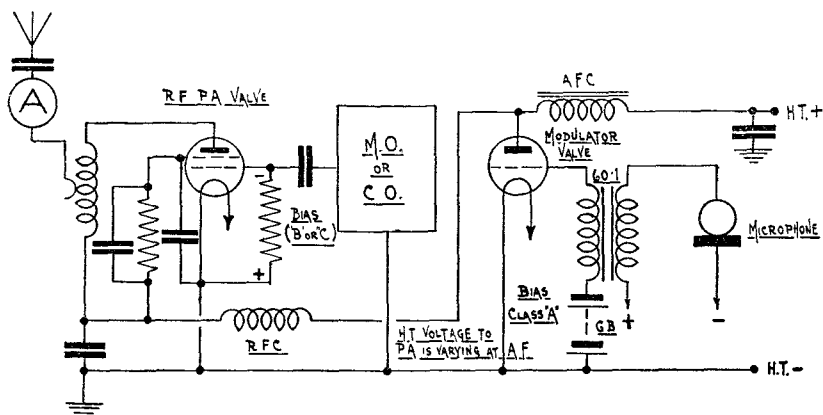 A
RF PA VALVE
BIAS
('B' OR 'C')
-
+
M.O.
OR
C.O.
AFC
H.T.+
MODULATOR
VALVE
60:1
MICROPHONE
BIAS
CLASS "A"
GB
+
-
RFC
H.T. VOLTAGE TO
PA IS VARYING AT A.F
H.T.-